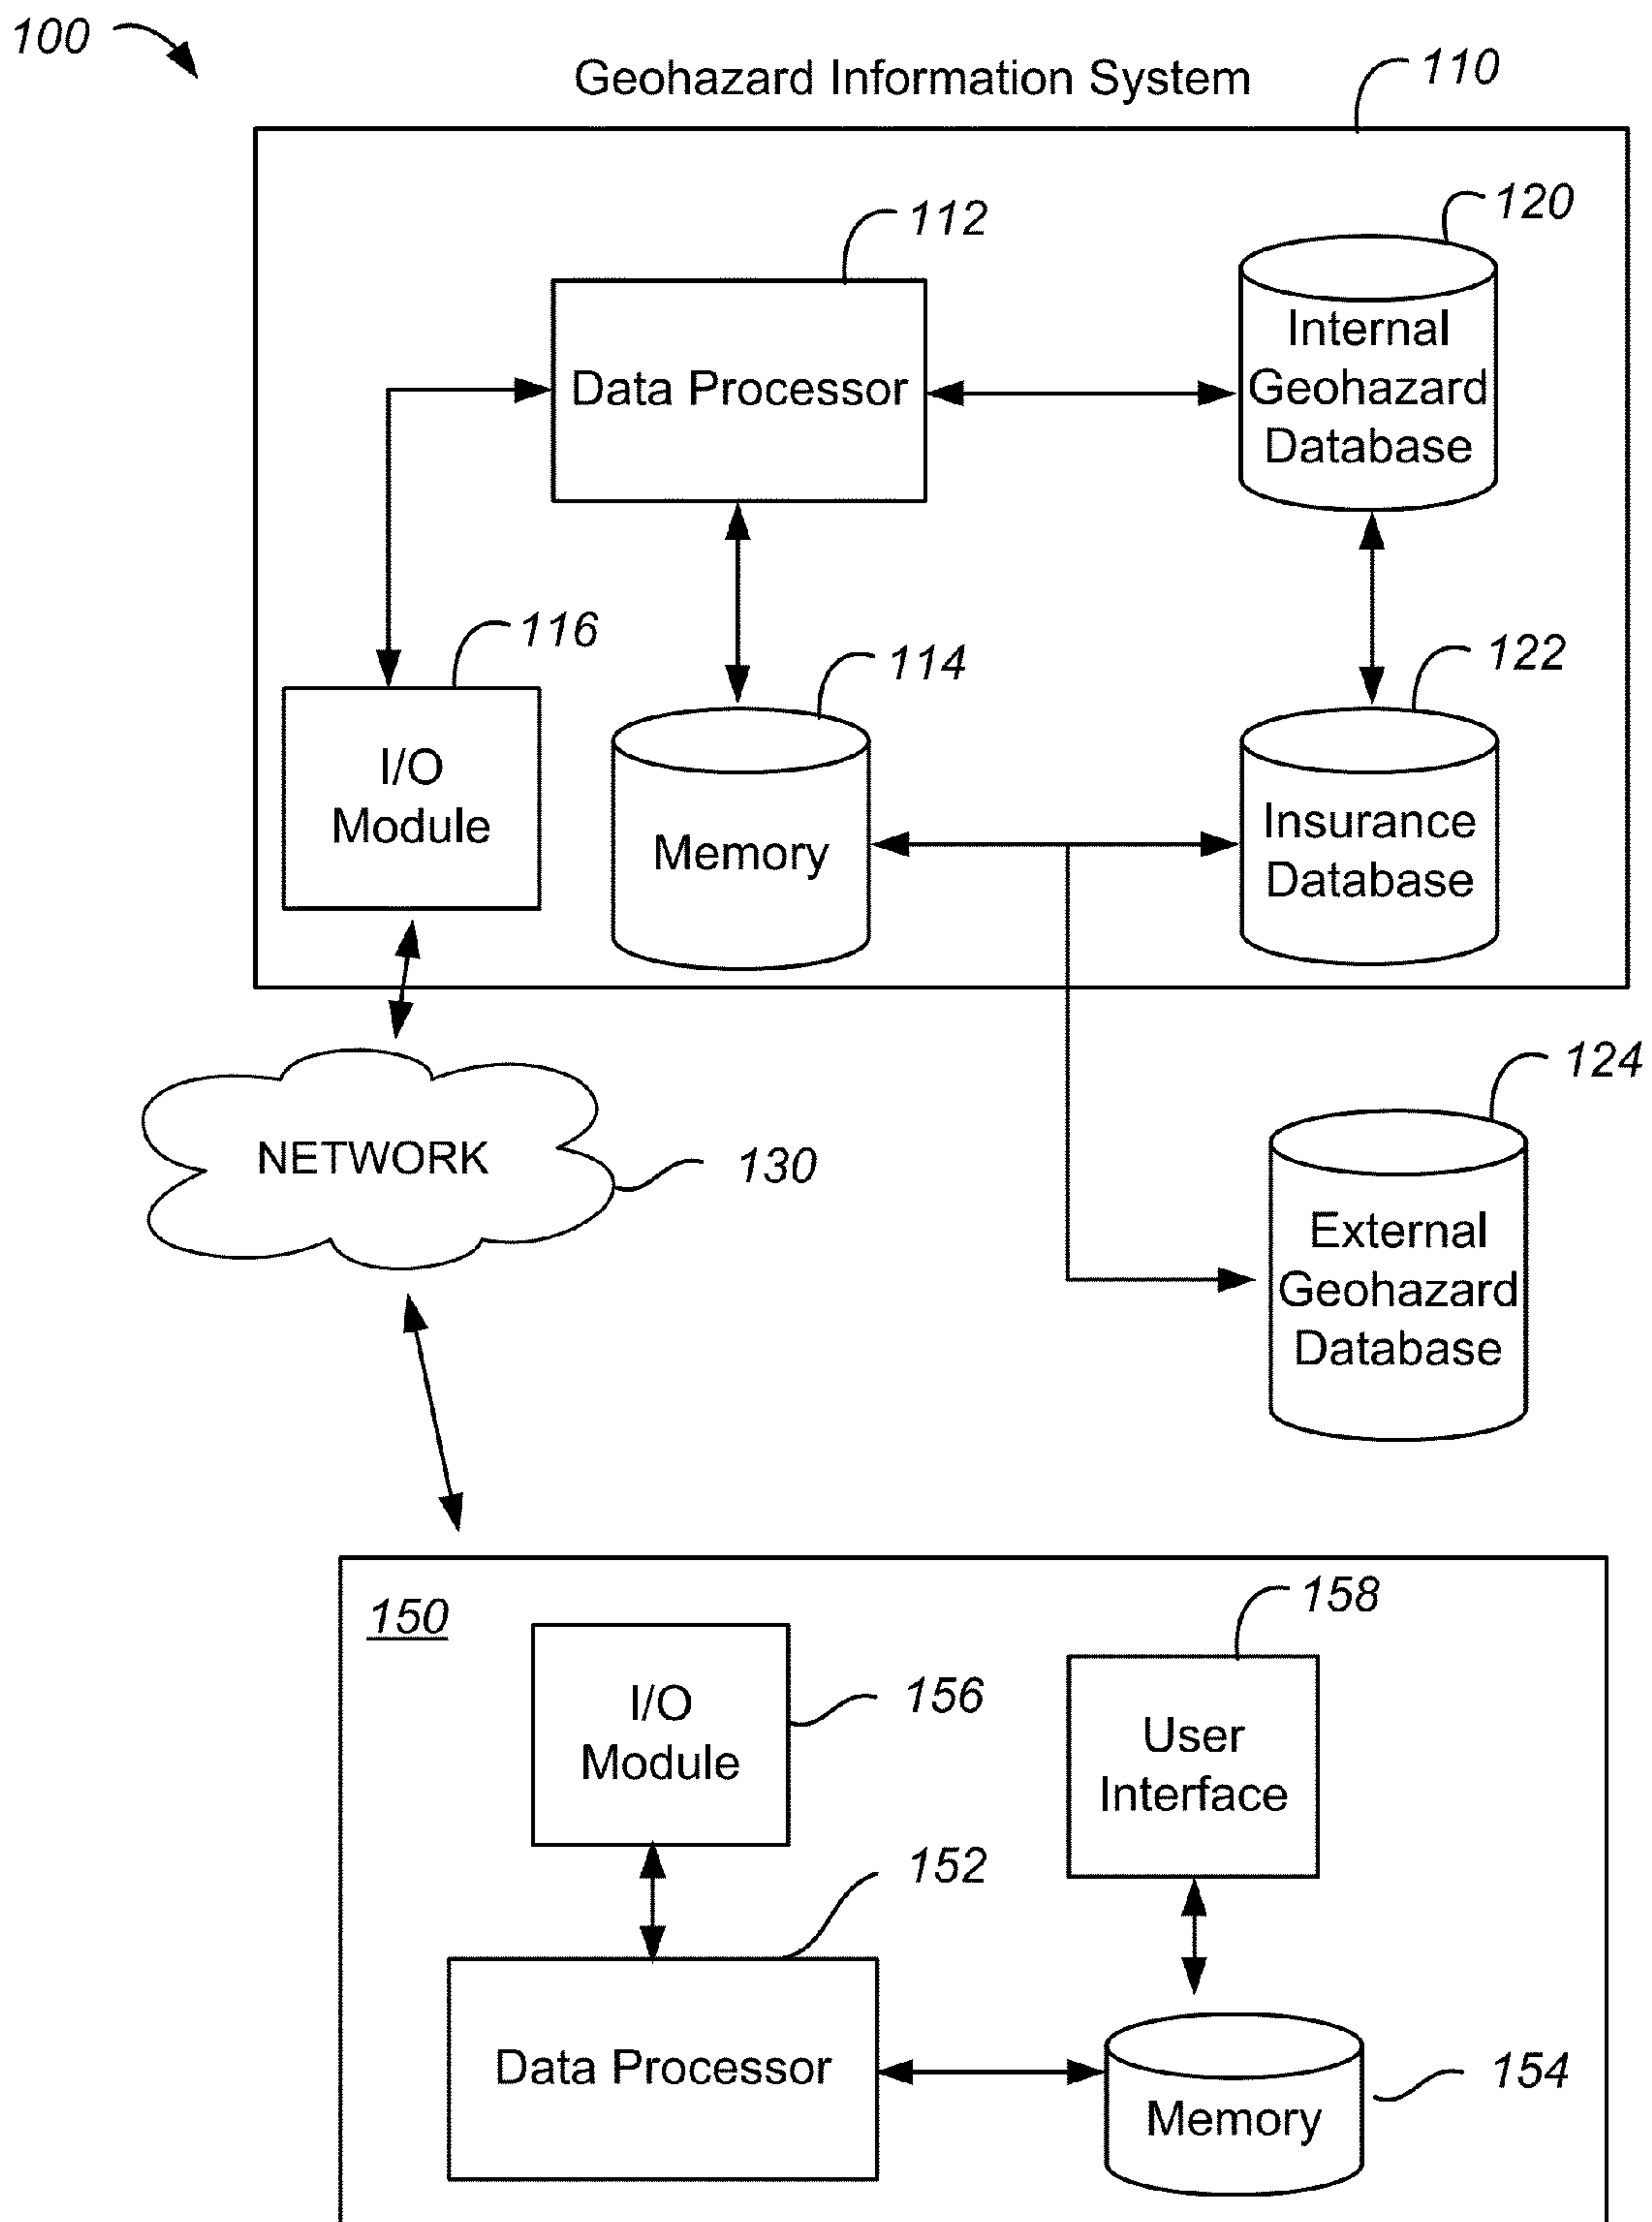 100
Geohazard Information System
110
112
120
Data Processor
Internal
Geohazard
Database
116
114
122
I/O
Module
Memory
Insurance
Database
124
NETWORK
130
External
Geohazard
Database
150
158
I/O
Module
156
User
Interface
152
Data Processor
154
Memory